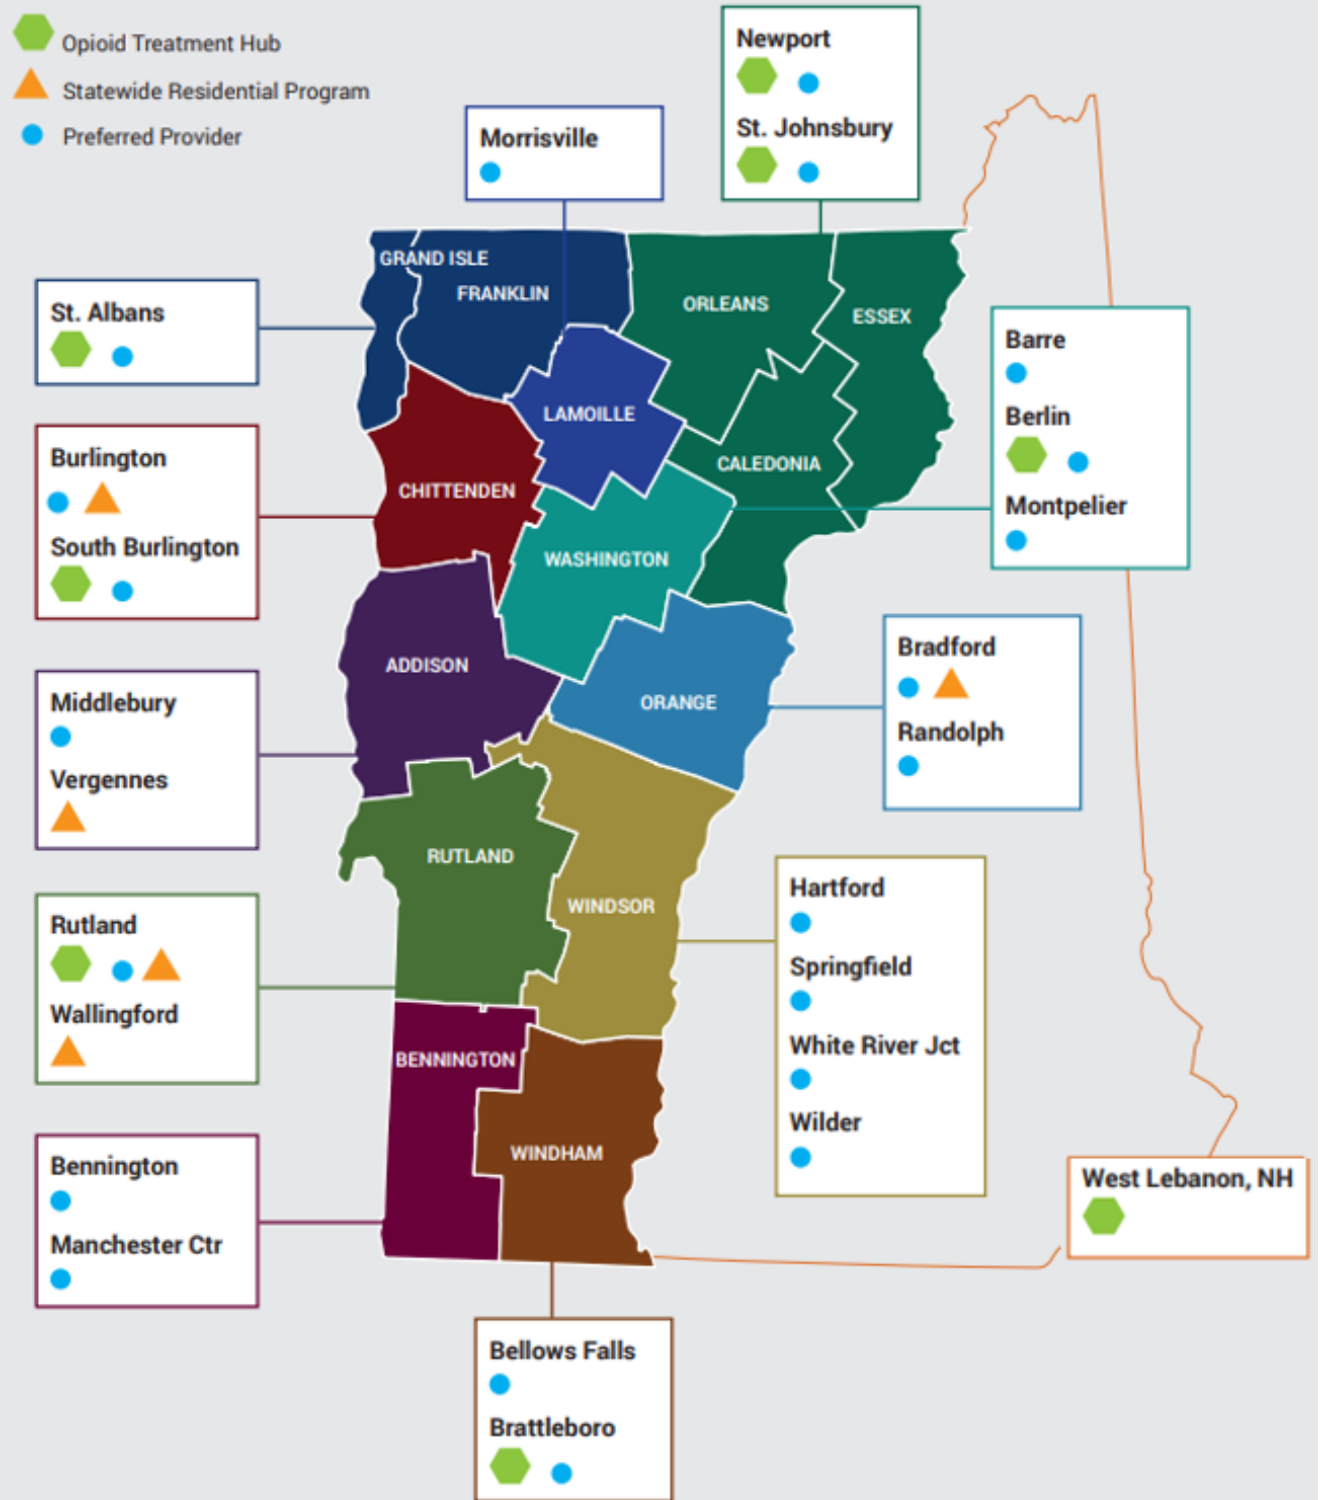 Opioid Treatment Hub
Statewide Residential Program
Preferred Provider
Newport
St. Johnsbury
Morrisville
GRAND ISLE
FRANKLIN
ORLEANS
ESSEX
LAMOILLE
CALEDONIA
CHITTENDEN
WASHINGTON
ADDISON
ORANGE
RUTLAND
WINDSOR
BENNINGTON
WINDHAM
St. Albans
Burlington
South Burlington
Middlebury
Vergennes
Rutland
Wallingford
Bennington
Manchester Ctr
Barre
Berlin
Montpelier
Bradford
Randolph
Hartford
Springfield
White River Jct
Wilder
West Lebanon, NH
Bellows Falls
Brattleboro